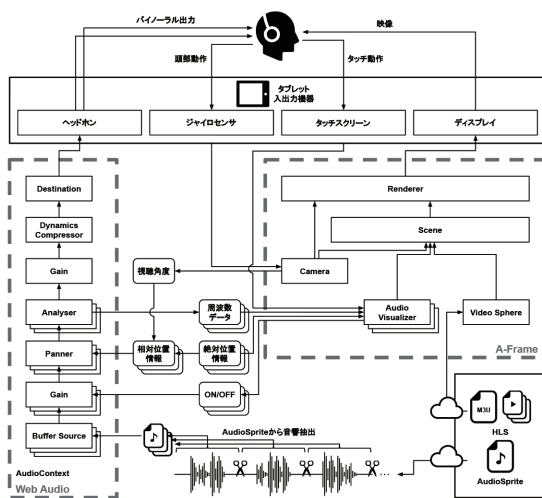 バイノーラル出力
映像
頭部動作
タッチ動作
タブレット
入出力機器
ヘッドホン
ジャイロセンサ
タッチスクリーン
ディスプレイ
Destination
Renderer
Dynamics
Compressor
Scene
Gain
視聴角度
Camera
Analyser
周波数
データ
Audio
Visualizer
Video Sphere
Panner
相対位置
情報
絶対位置
情報
A-Frame
Gain
ON/OFF
M3U
HLS
Buffer Source
AudioSpriteから音響抽出
...
AudioSprite
AudioContext
Web Audio